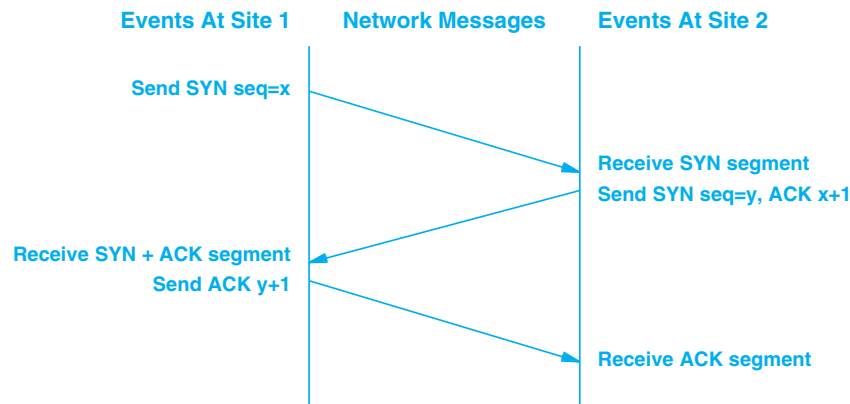 Events At Site 1
Network Messages
Events At Site 2
Send SYN seq=x
Receive SYN segment
Send SYN seq=y, ACK x+1
Receive SYN + ACK segment
Send ACK y+1
Receive ACK segment